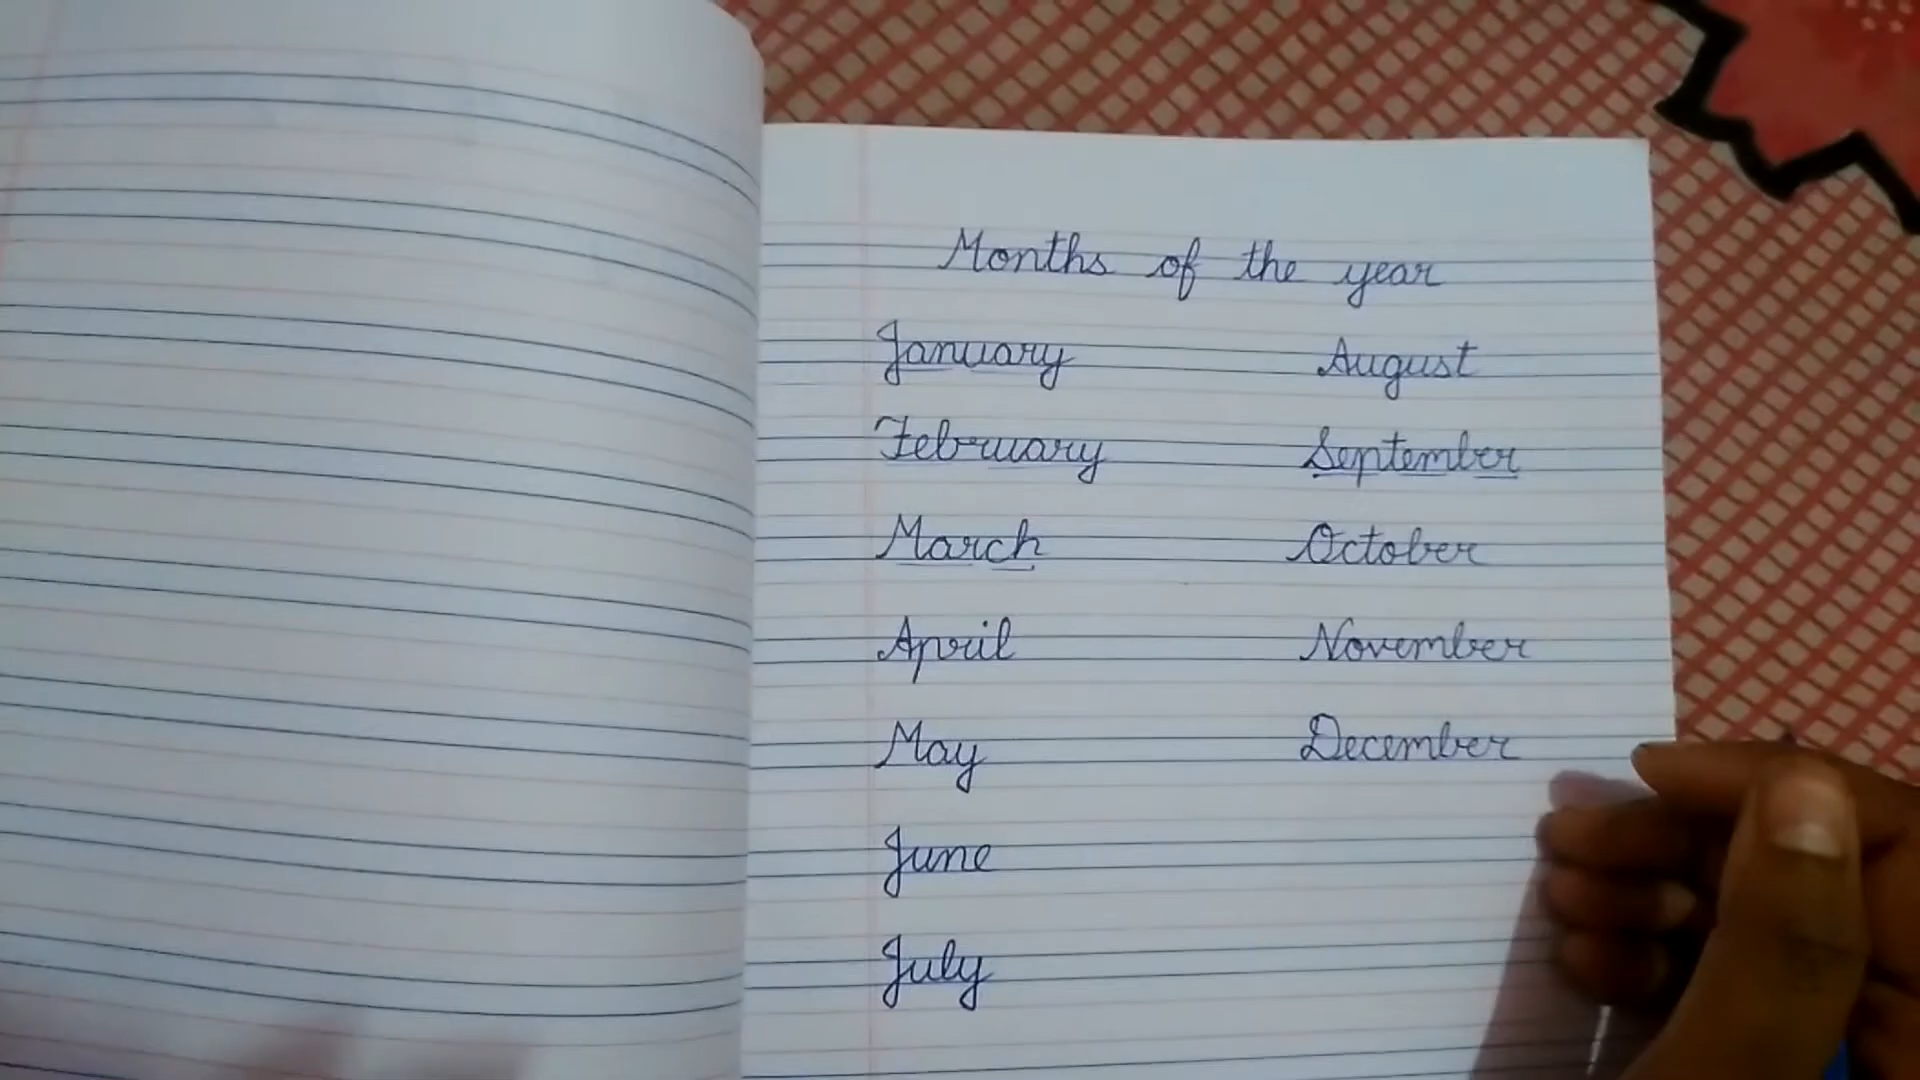 Months of the year
January
February
March
April
May
June
July
August
September
October
November
December